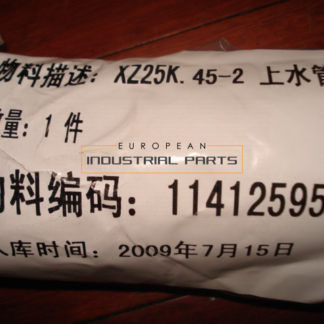 物料描述: XZ25K.45-2 上水管
数量: 1 件
EUROPEAN
INDUSTRIAL PARTS
物料编码: 11412595
入库时间: 2009年7月15日